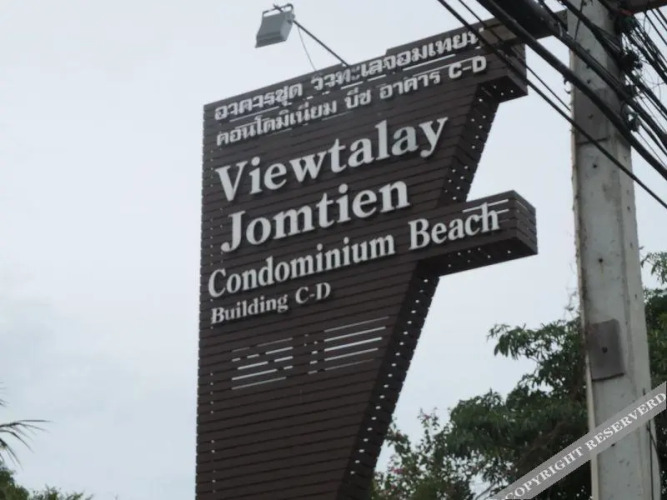 อาคารชุด วิวทะเลจอมเทียน
คอนโดมิเนี่ยม บีช อาคาร C-D
Viewtalay
Jomtien
Condominium Beach
Building C-D
COPYRIGHT RESERVERD